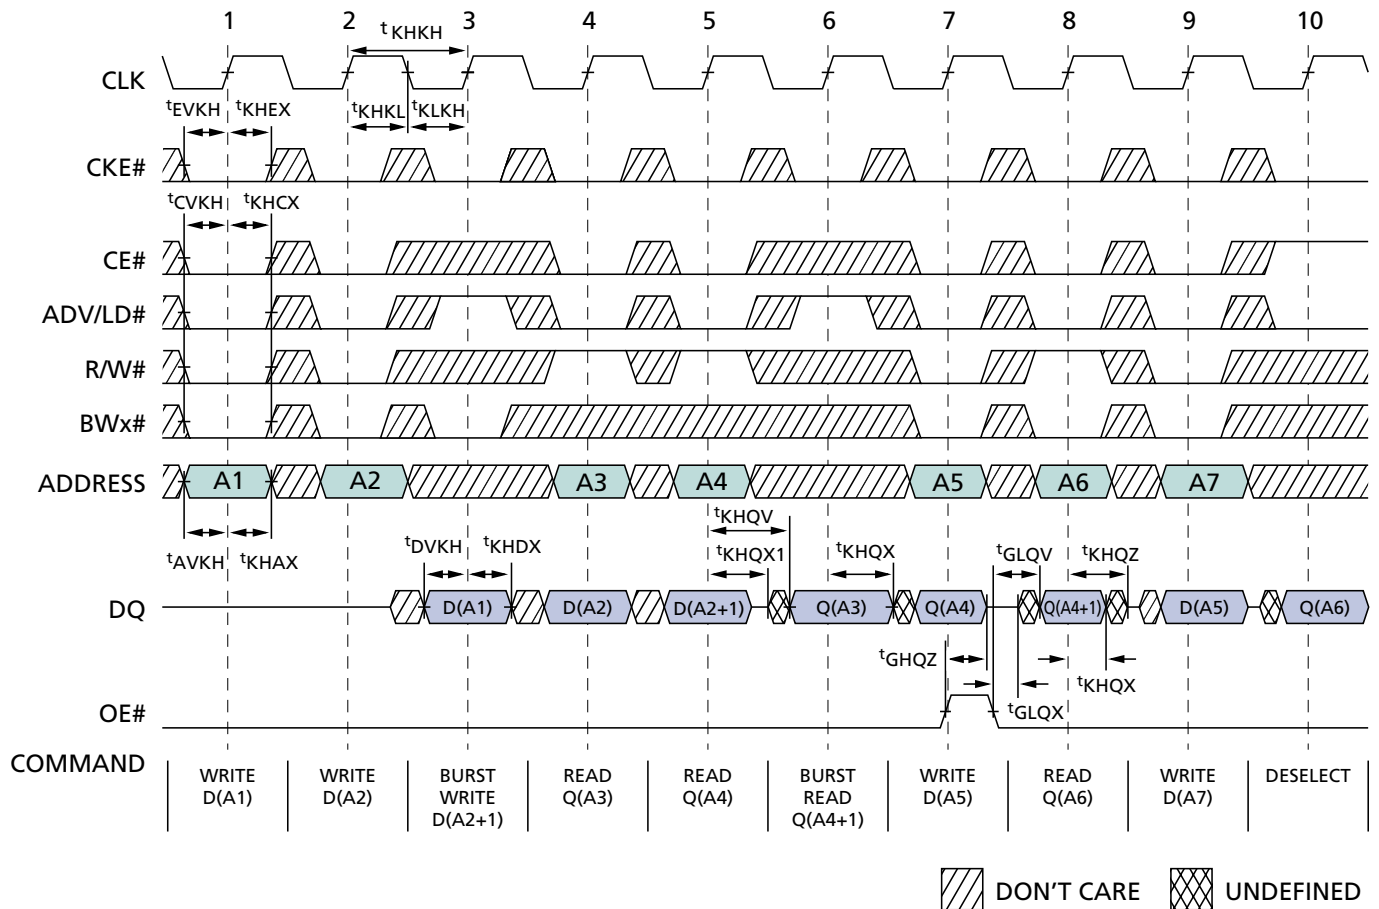 1 2 3 4 5 6 7 8 9 10
tKHKH
CLK
tEVKH tKHEX tKHKL tKLKH
CKE#
tCVKH tKHCX
CE#
ADV/LD#
R/W#
BWx#
ADDRESS A1 A2 A3 A4 A5 A6 A7
tKHQV
tAVKH tKHAX tDVKH tKHDX tKHQX1 tKHQX tGLQV tKHQZ
DQ D(A1) D(A2) D(A2+1) Q(A3) Q(A4) Q(A4+1) D(A5) Q(A6)
tGHQZ tKHQX
tGLQX
OE#
COMMAND
WRITE
D(A1)
WRITE
D(A2)
BURST
WRITE
D(A2+1)
READ
Q(A3)
READ
Q(A4)
BURST
READ
Q(A4+1)
WRITE
D(A5)
READ
Q(A6)
WRITE
D(A7)
DESELECT
DON'T CARE UNDEFINED